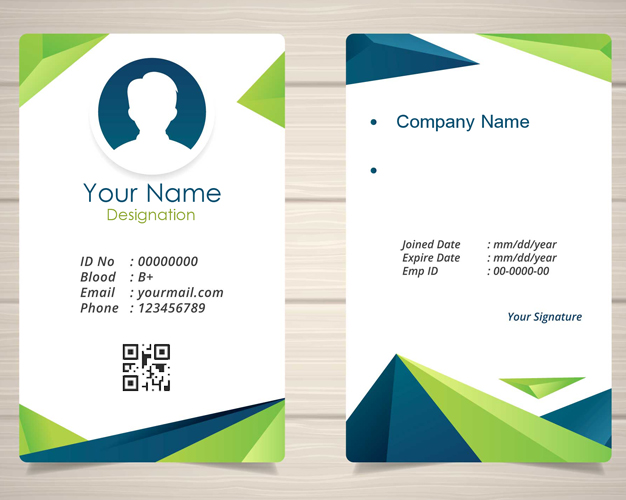 Your Name
Designation
ID No : 00000000
Blood : B+
Email : yourmail.com
Phone : 123456789
• Company Name
•
Joined Date : mm/dd/year
Expire Date : mm/dd/year
Emp ID : 00-0000-00
Your Signature